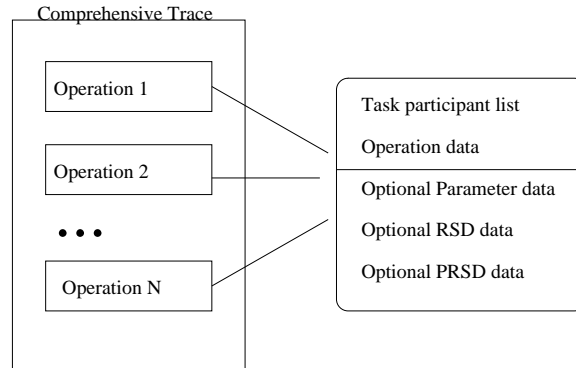 Comprehensive Trace
Operation 1
Operation 2
...
Operation N
Task participant list
Operation data
Optional Parameter data
Optional RSD data
Optional PRSD data